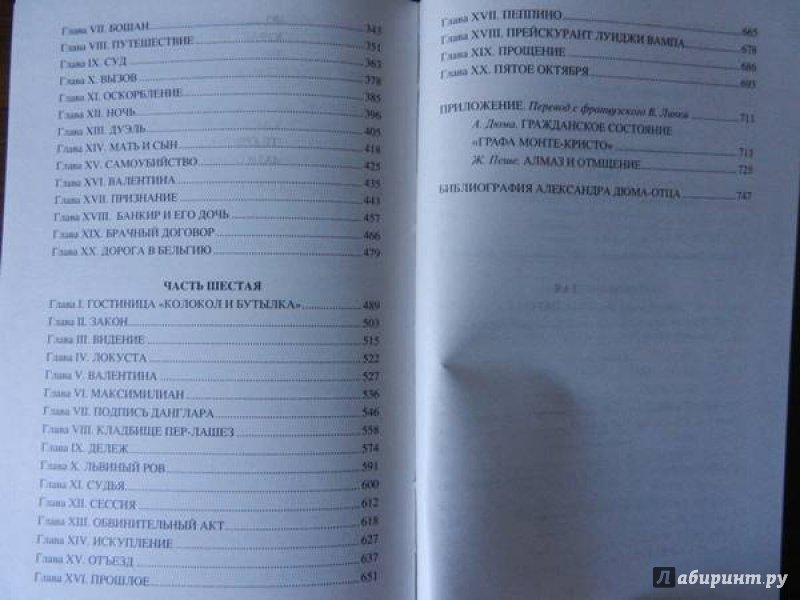 Глава VII. БОШАН 343
Глава VIII. ПУТЕШЕСТВИЕ 351
Глава IX. СУД 363
Глава X. ВЫЗОВ 378
Глава XI. ОСКОРБЛЕНИЕ 385
Глава XII. НОЧЬ 396
Глава XIII. ДУЭЛЬ 405
Глава XIV. МАТЬ И СЫН 418
Глава XV. САМОУБИЙСТВО 425
Глава XVI. ВАЛЕНТИНА 435
Глава XVII. ПРИЗНАНИЕ 443
Глава XVIII. БАНКИР И ЕГО ДОЧЬ 457
Глава XIX. БРАЧНЫЙ ДОГОВОР 466
Глава XX. ДОРОГА В БЕЛЬГИЮ 479
ЧАСТЬ ШЕСТАЯ
Глава I. ГОСТИНИЦА «КОЛОКОЛ И БУТЫЛКА» 489
Глава II. ЗАКОН 503
Глава III. ВИДЕНИЕ 515
Глава IV. ЛОКУСТА 522
Глава V. ВАЛЕНТИНА 527
Глава VI. МАКСИМИЛИАН 536
Глава VII. ПОДПИСЬ ДАНГЛАРА 546
Глава VIII. КЛАДБИЩЕ ПЕР-ЛАШЕЗ 558
Глава IX. ДЕЛЕЖ 574
Глава X. ЛЬВИНЫЙ РОВ 591
Глава XI. СУДЬЯ 600
Глава XII. СЕССИЯ 612
Глава XIII. ОБВИНИТЕЛЬНЫЙ АКТ 618
Глава XIV. ИСКУПЛЕНИЕ 627
Глава XV. ОТЪЕЗД 637
Глава XVI. ПРОШЛОЕ 651
Глава XVII. ПЕППИНО 665
Глава XVIII. ПРЕЙСКУРАНТ ЛУИДЖИ ВАМПА 678
Глава XIX. ПРОЩЕНИЕ 686
Глава XX. ПЯТОЕ ОКТЯБРЯ 693
ПРИЛОЖЕНИЕ. Перевод с французского В. 711
А. Дюма. ГРАЖДАНСКОЕ СОСТОЯНИЕ
«ГРАФА МОНТЕ-КРИСТО» 713
Ж. Пеше. АЛМАЗ И ОТМЩЕНИЕ 725
БИБЛИОГРАФИЯ АЛЕКСАНДРА ДЮМА-ОТЦА 747
Лабиринт.ру